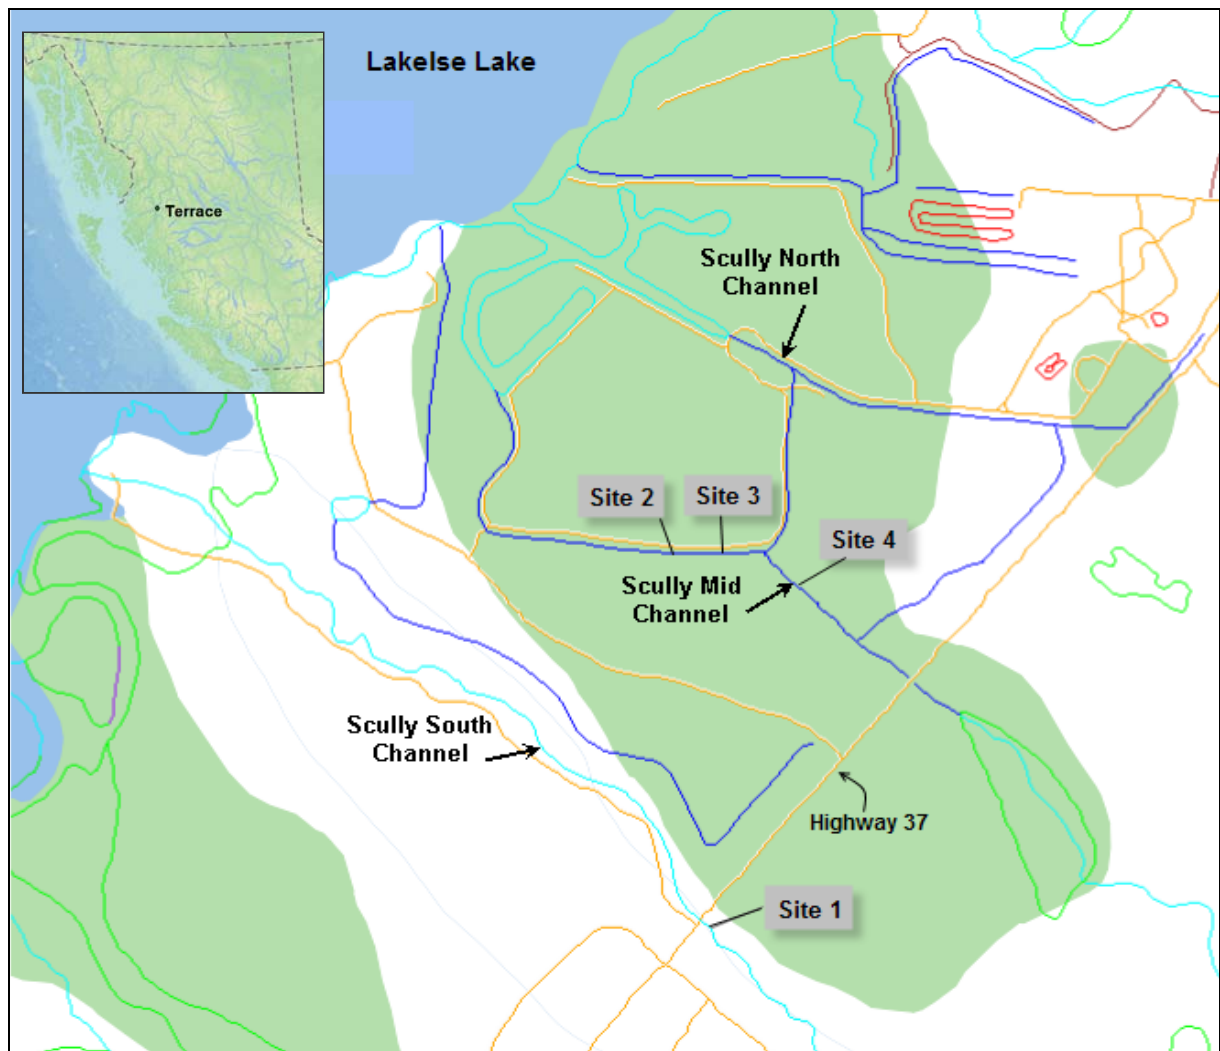 Lakelse Lake
Terrace
Scully North
Channel
Site 2
Site 3
Site 4
Scully Mid
Channel
Scully South
Channel
Highway 37
Site 1